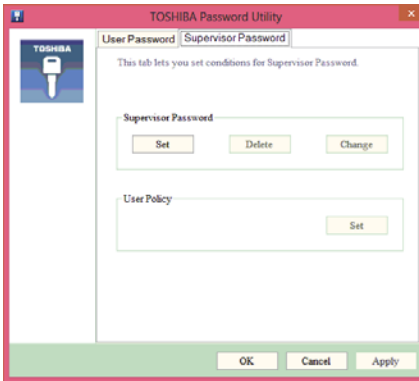 TOSHIBA Password Utility
x
User Password Supervisor Password
TOSHIBA
This tab lets you set conditions for Supervisor Password.
Supervisor Password
Set Delete Change
User Policy
Set
OK Cancel Apply